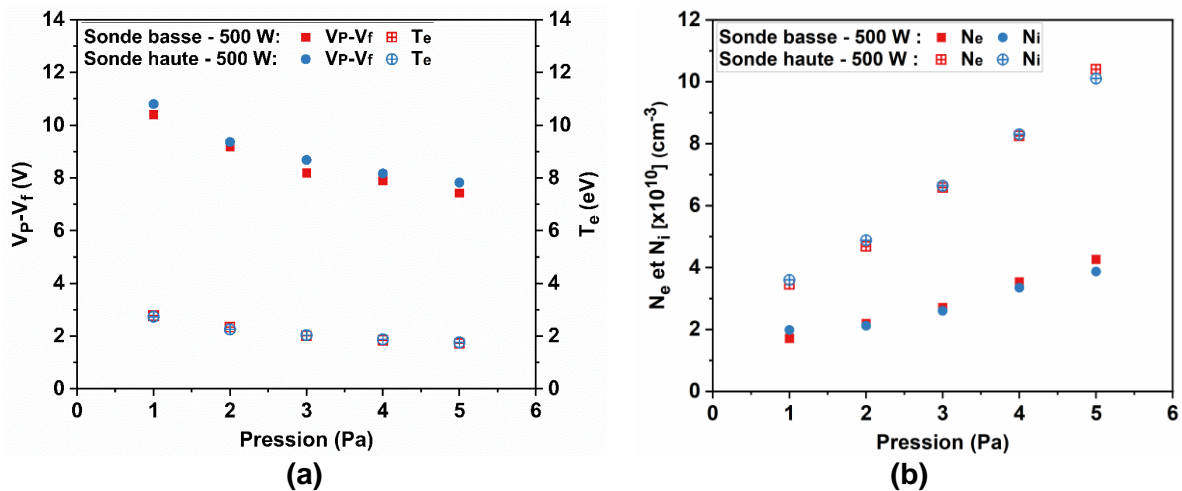 Sonde basse - 500 W: VP-Vf Te
Sonde haute - 500 W: VP-Vf Te
14
12
10
8
6
4
2
0
VP-Vf (V)
14
12
10
8
6
4
2
0
Te (eV)
0 1 2 3 4 5 6
Pression (Pa)
(a)
Sonde basse - 500 W : Ne Ni
Sonde haute - 500 W : Ne Ni
12
10
8
6
4
2
0
Ne et Ni [x10^10] (cm^-3)
0 1 2 3 4 5 6
Pression (Pa)
(b)